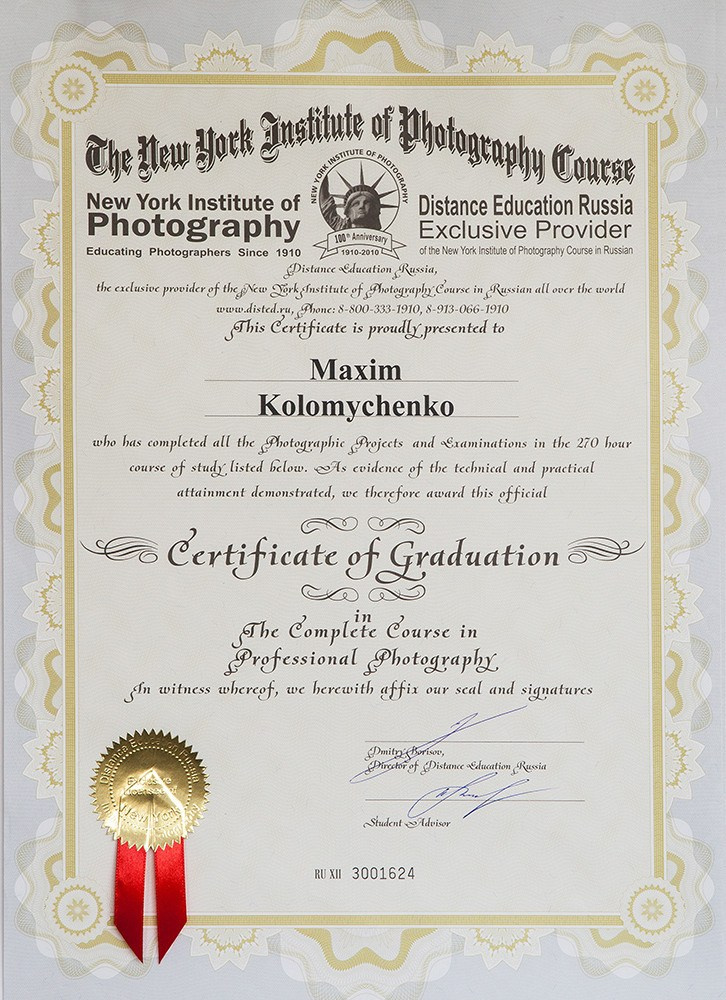 The New York Institute of Photography Course
NEW YORK INSTITUTE OF PHOTOGRAPHY
100th Anniversary
1910-2010
New York Institute of
Photography
Educating Photographers Since 1910
Distance Education Russia
Exclusive Provider
of the New York Institute of Photography Course in Russian
Distance Education Russia,
the exclusive provider of the New York Institute of Photography Course in Russian all over the world
www.disted.ru, Phone: 8-800-333-1910, 8-913-066-1910
This Certificate is proudly presented to
Maxim
Kolomychenko
who has completed all the Photographic Projects and Examinations in the 270 hour
course of study listed below. As evidence of the technical and practical
attainment demonstrated, we therefore award this official
Certificate of Graduation
in
The Complete Course in
Professional Photography
In witness whereof, we herewith affix our seal and signatures
Dmitry Borisov,
Director of Distance Education Russia
Student Advisor
Distance Education
Exclusive
New York
RU XII 3001624